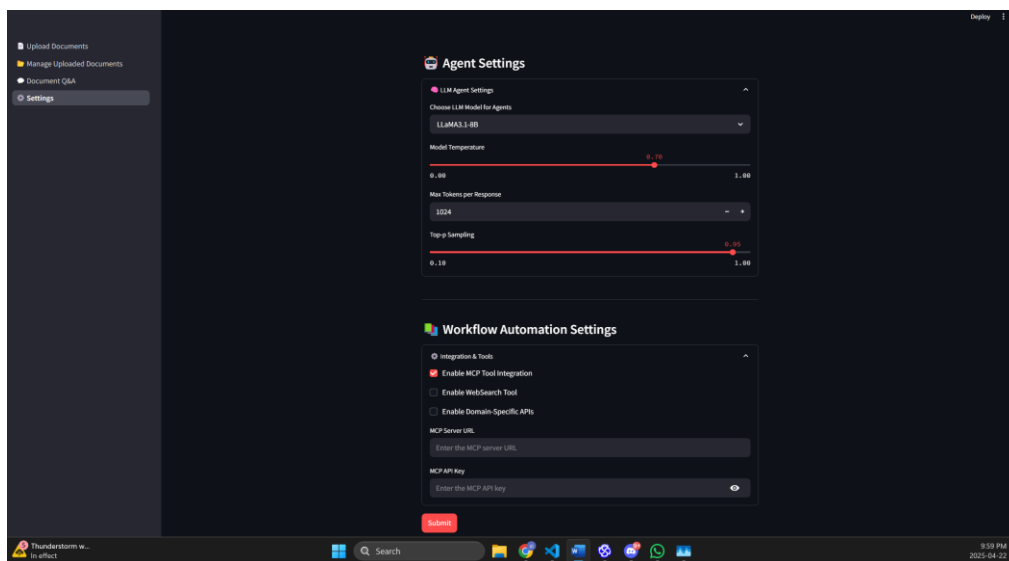 Deploy
Upload Documents
Manage Uploaded Documents
Document Q&A
Settings
Agent Settings
LLM Agent Settings
Choose LLM Model for Agents
LLaMA3.1-8B
Model Temperature
0.70
0.00 1.00
Max Tokens per Response
1024
Top-p Sampling
0.95
0.10 1.00
Workflow Automation Settings
Integration & Tools
Enable MCP Tool Integration
Enable WebSearch Tool
Enable Domain-Specific APIs
MCP Server URL
Enter the MCP server URL
MCP API Key
Enter the MCP API key
Submit
Thunderstorm w...
In effect
Search
9:59 PM
2025-04-22